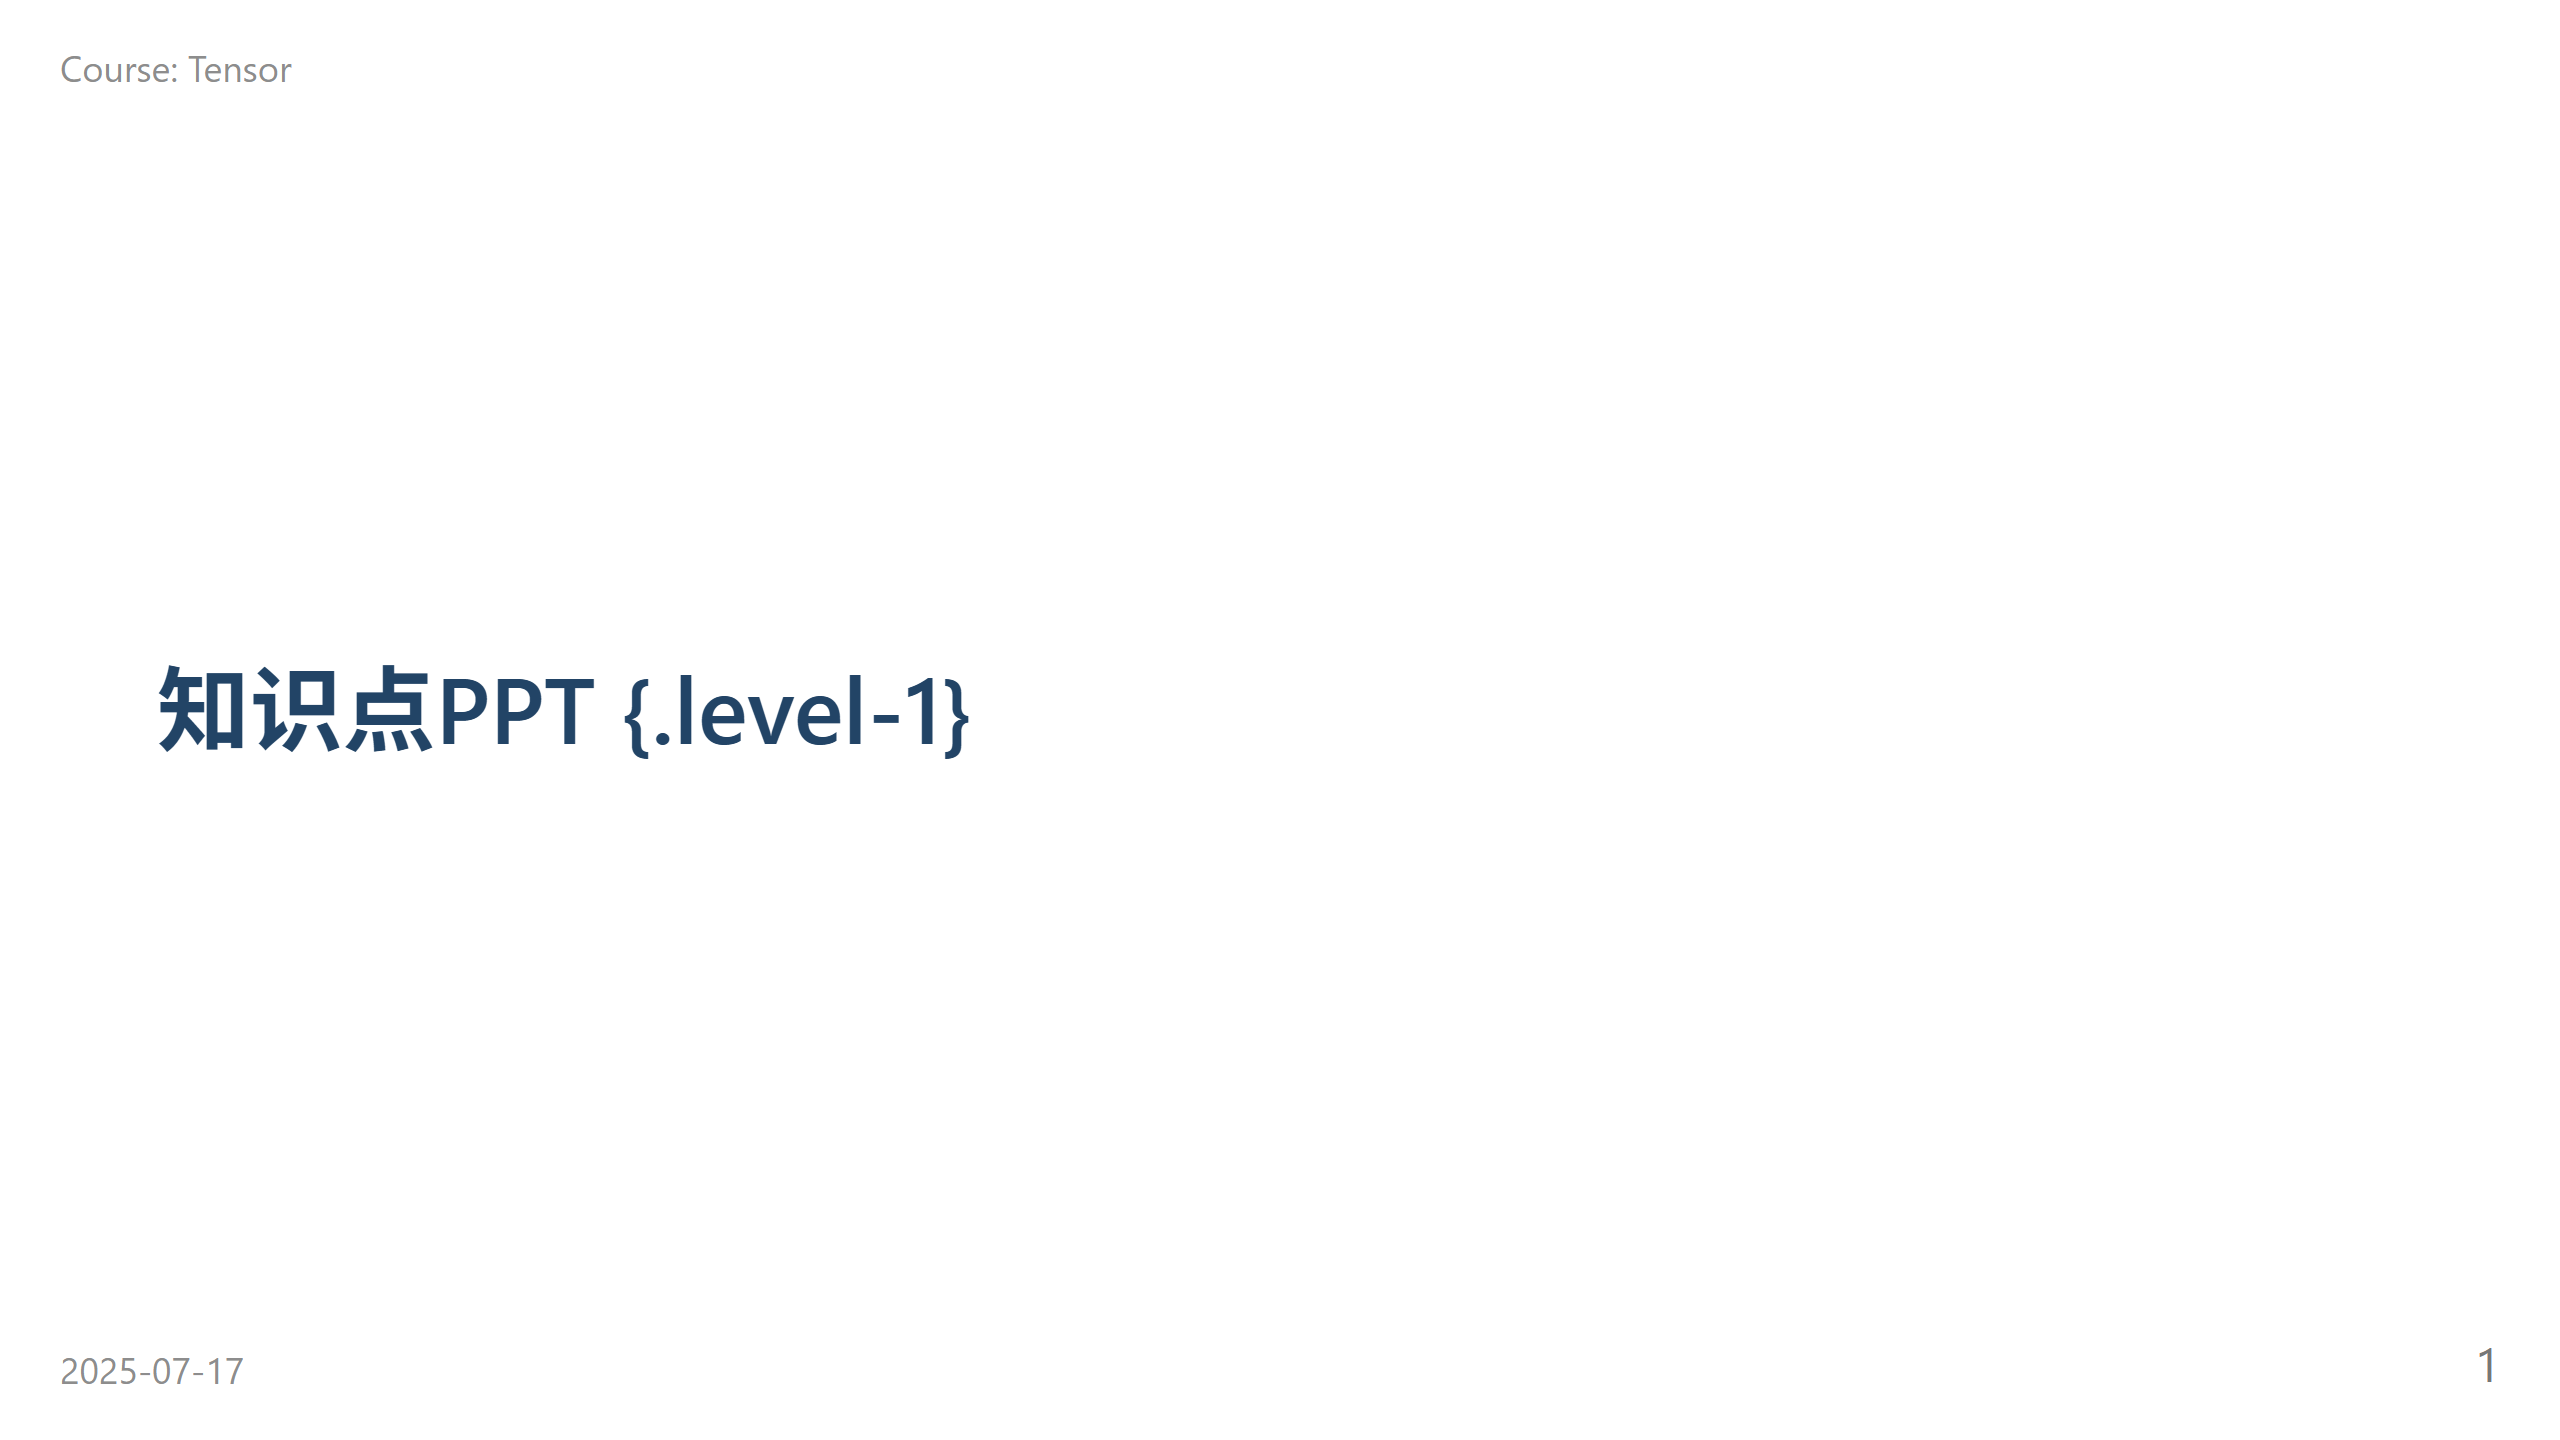 Course: Tensor
知识点PPT {.level-1}
2025-07-17
1